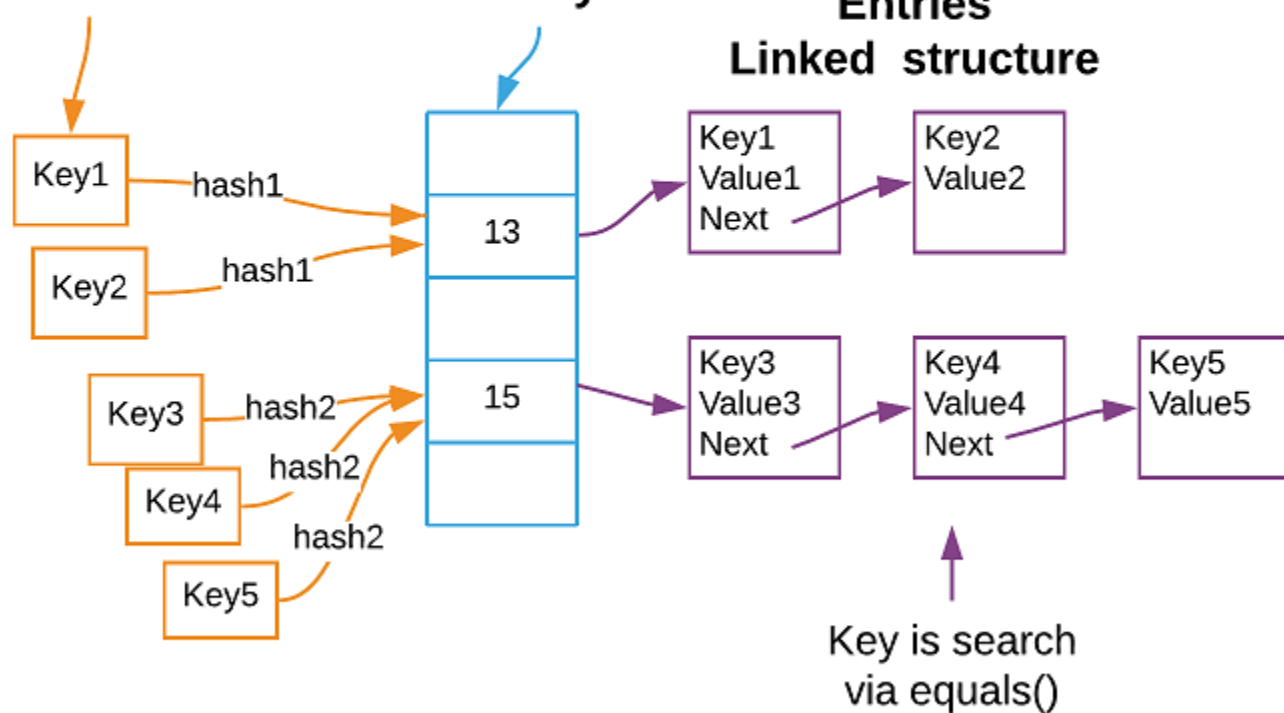 Entries
Linked structure
Key1
hash1
Key2
hash1
Key3
hash2
Key4
hash2
Key5
hash2
13
15
Key1
Value1
Next
Key2
Value2
Key3
Value3
Next
Key4
Value4
Next
Key5
Value5
Key is search
via equals()